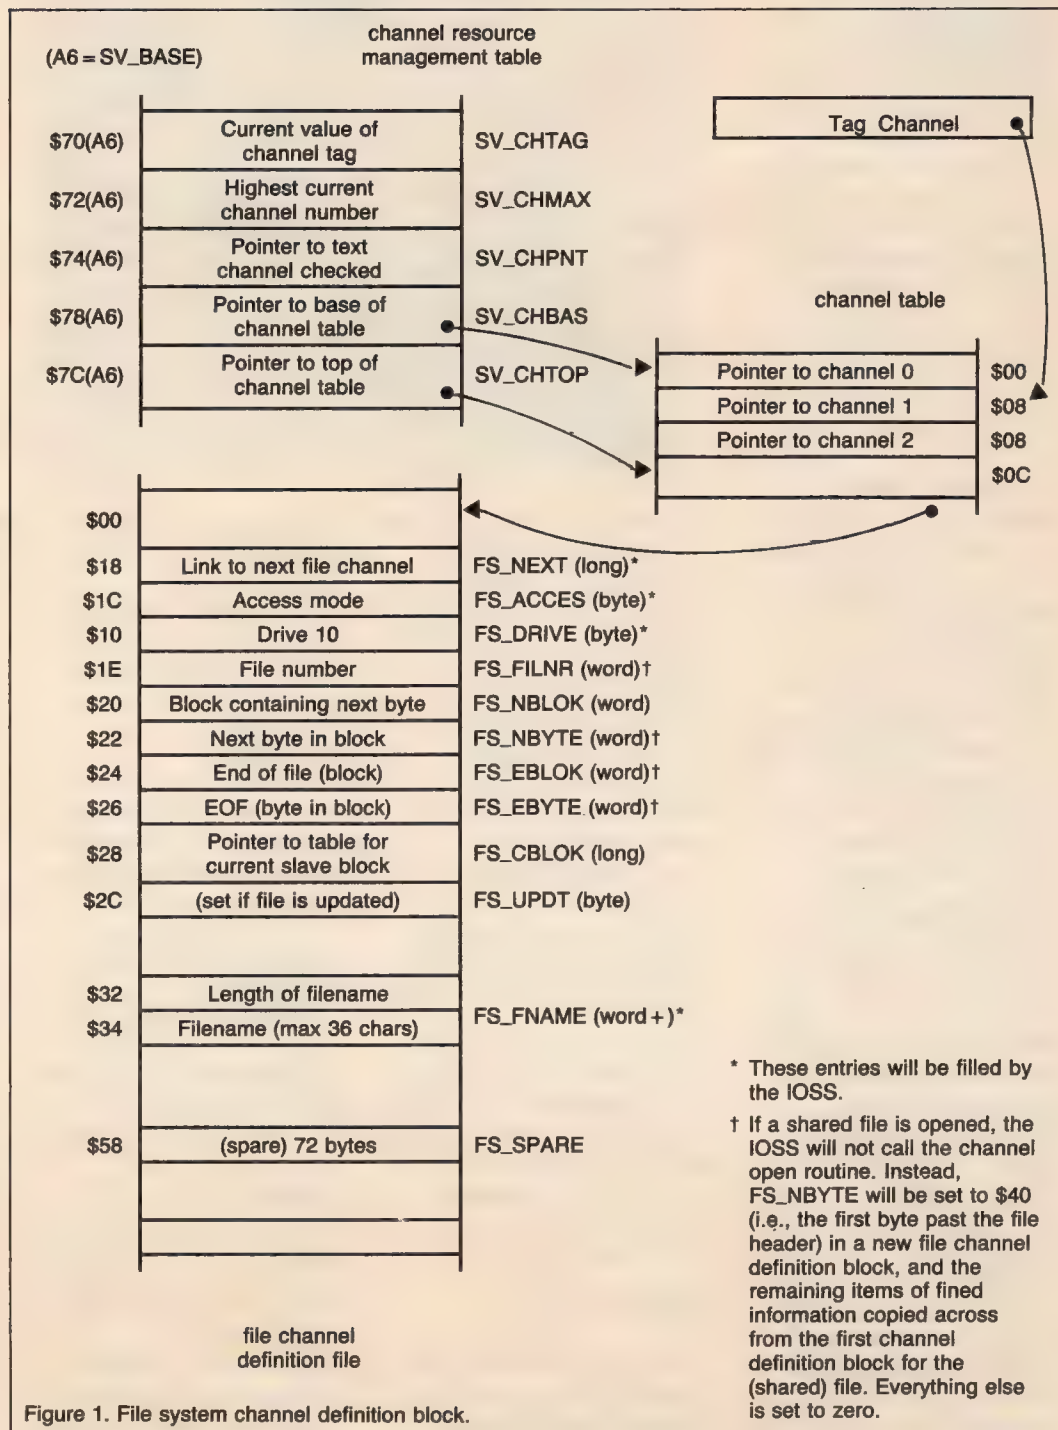 channel resource
management table
(A6 = SV_BASE)
$70(A6)
Current value of
channel tag
SV_CHTAG
$72(A6)
Highest current
channel number
SV_CHMAX
$74(A6)
Pointer to text
channel checked
SV_CHPNT
$78(A6)
Pointer to base of
channel table
SV_CHBAS
$7C(A6)
Pointer to top of
channel table
SV_CHTOP
Tag Channel
channel table
Pointer to channel 0 $00
Pointer to channel 1 $08
Pointer to channel 2 $08
$0C
$00
$18 Link to next file channel FS_NEXT (long)*
$1C Access mode FS_ACCES (byte)*
$10 Drive 10 FS_DRIVE (byte)*
$1E File number FS_FILNR (word)†
$20 Block containing next byte FS_NBLOK (word)
$22 Next byte in block FS_NBYTE (word)†
$24 End of file (block) FS_EBLOK (word)†
$26 EOF (byte in block) FS_EBYTE (word)†
$28
Pointer to table for
current slave block
FS_CBLOK (long)
$2C (set if file is updated) FS_UPDT (byte)
$32 Length of filename
$34 Filename (max 36 chars)
FS_FNAME (word+)*
$58 (spare) 72 bytes FS_SPARE
file channel
definition file
* These entries will be filled by
the IOSS.
† If a shared file is opened, the
IOSS will not call the channel
open routine. Instead,
FS_NBYTE will be set to $40
(i.e., the first byte past the file
header) in a new file channel
definition block, and the
remaining items of fined
information copied across
from the first channel
definition block for the
(shared) file. Everything else
is set to zero.
Figure 1. File system channel definition block.